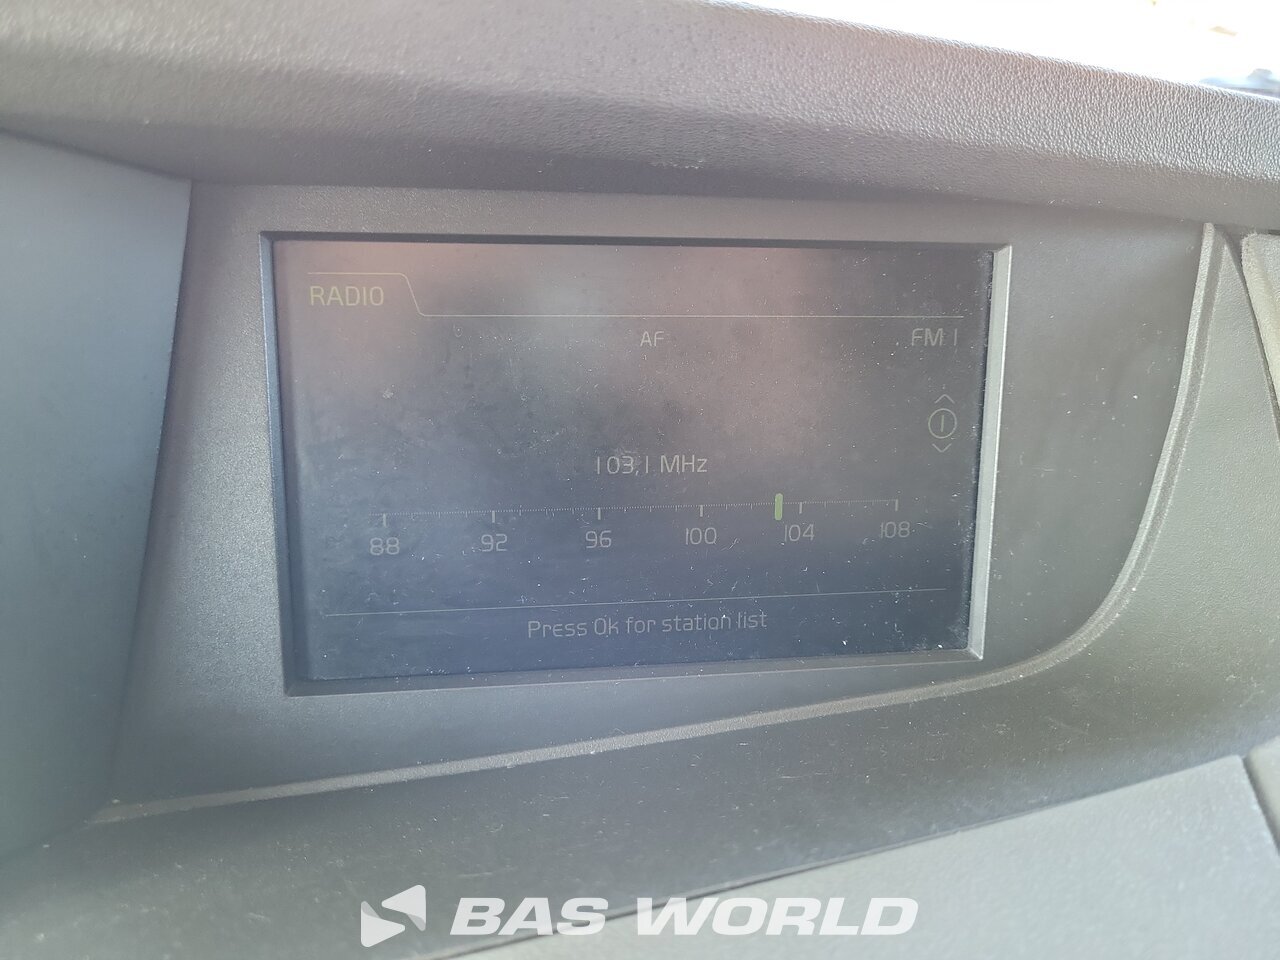 RADIO
AF
FM 1
103,1 MHz
88 92 96 100 104 108
Press Ok for station list
BAS WORLD